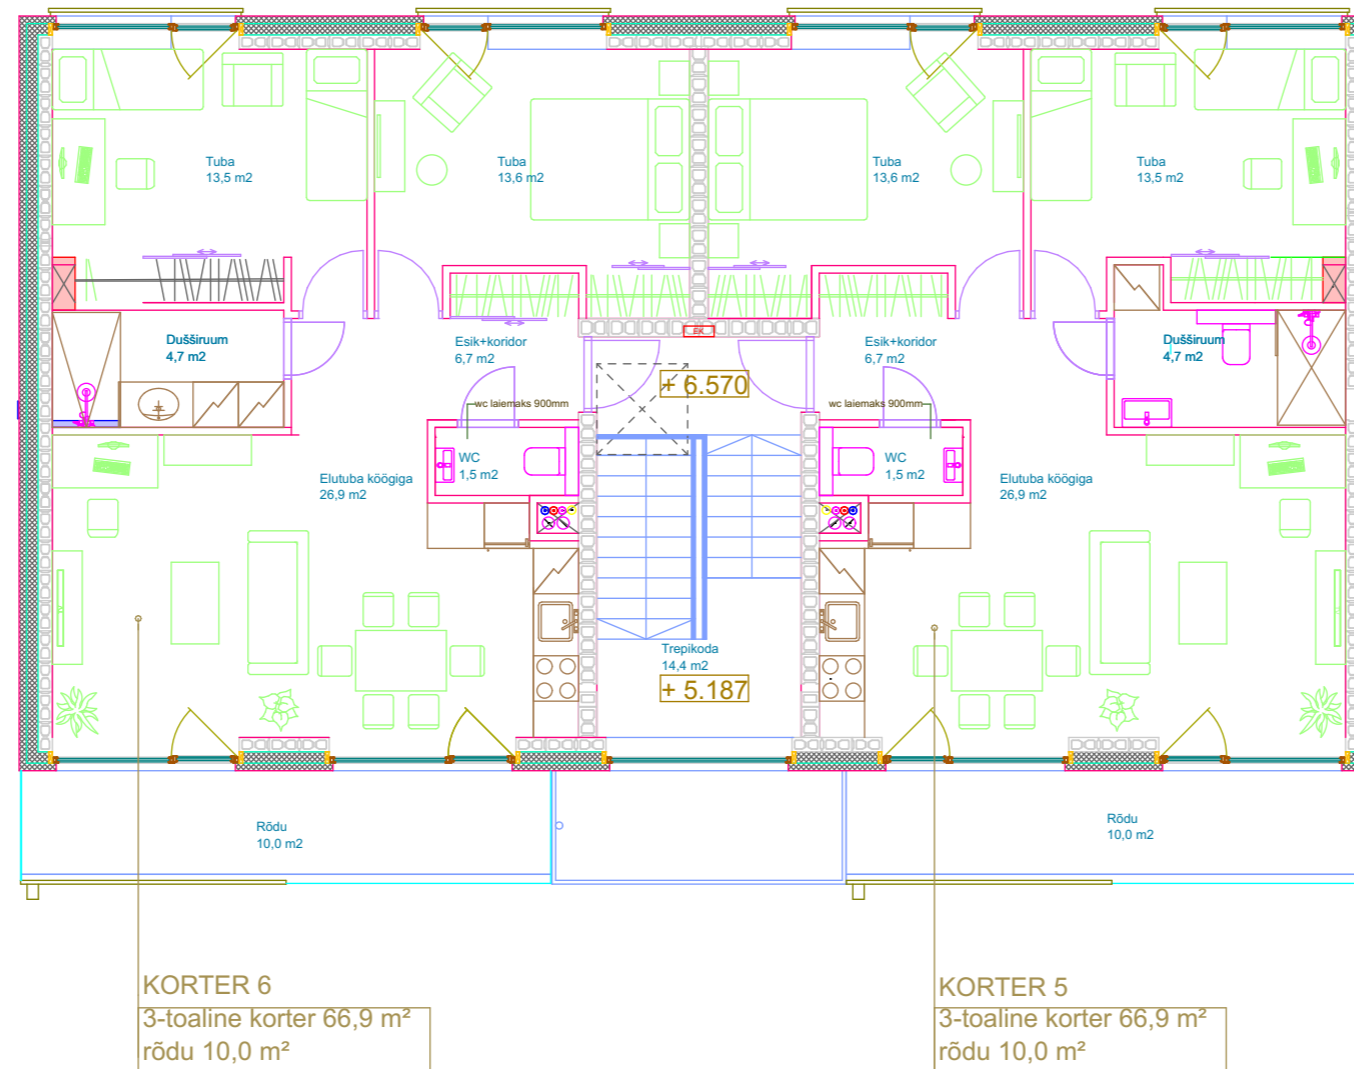 Tuba
13,5 m2
Tuba
13,6 m2
Tuba
13,6 m2
Tuba
13,5 m2
Dušširuum
4,7 m2
Esik+koridor
6,7 m2
EK
Esik+koridor
6,7 m2
Dušširuum
4,7 m2
+ 6.570
wc laiemaks 900mm
wc laiemaks 900mm
WC
1,5 m2
WC
1,5 m2
Elutuba köögiga
26,9 m2
Elutuba köögiga
26,9 m2
Trepikoda
14,4 m2
+ 5.187
Rõdu
10,0 m2
Rõdu
10,0 m2
KORTER 6
3-toaline korter 66,9 m²
rõdu 10,0 m²
KORTER 5
3-toaline korter 66,9 m²
rõdu 10,0 m²